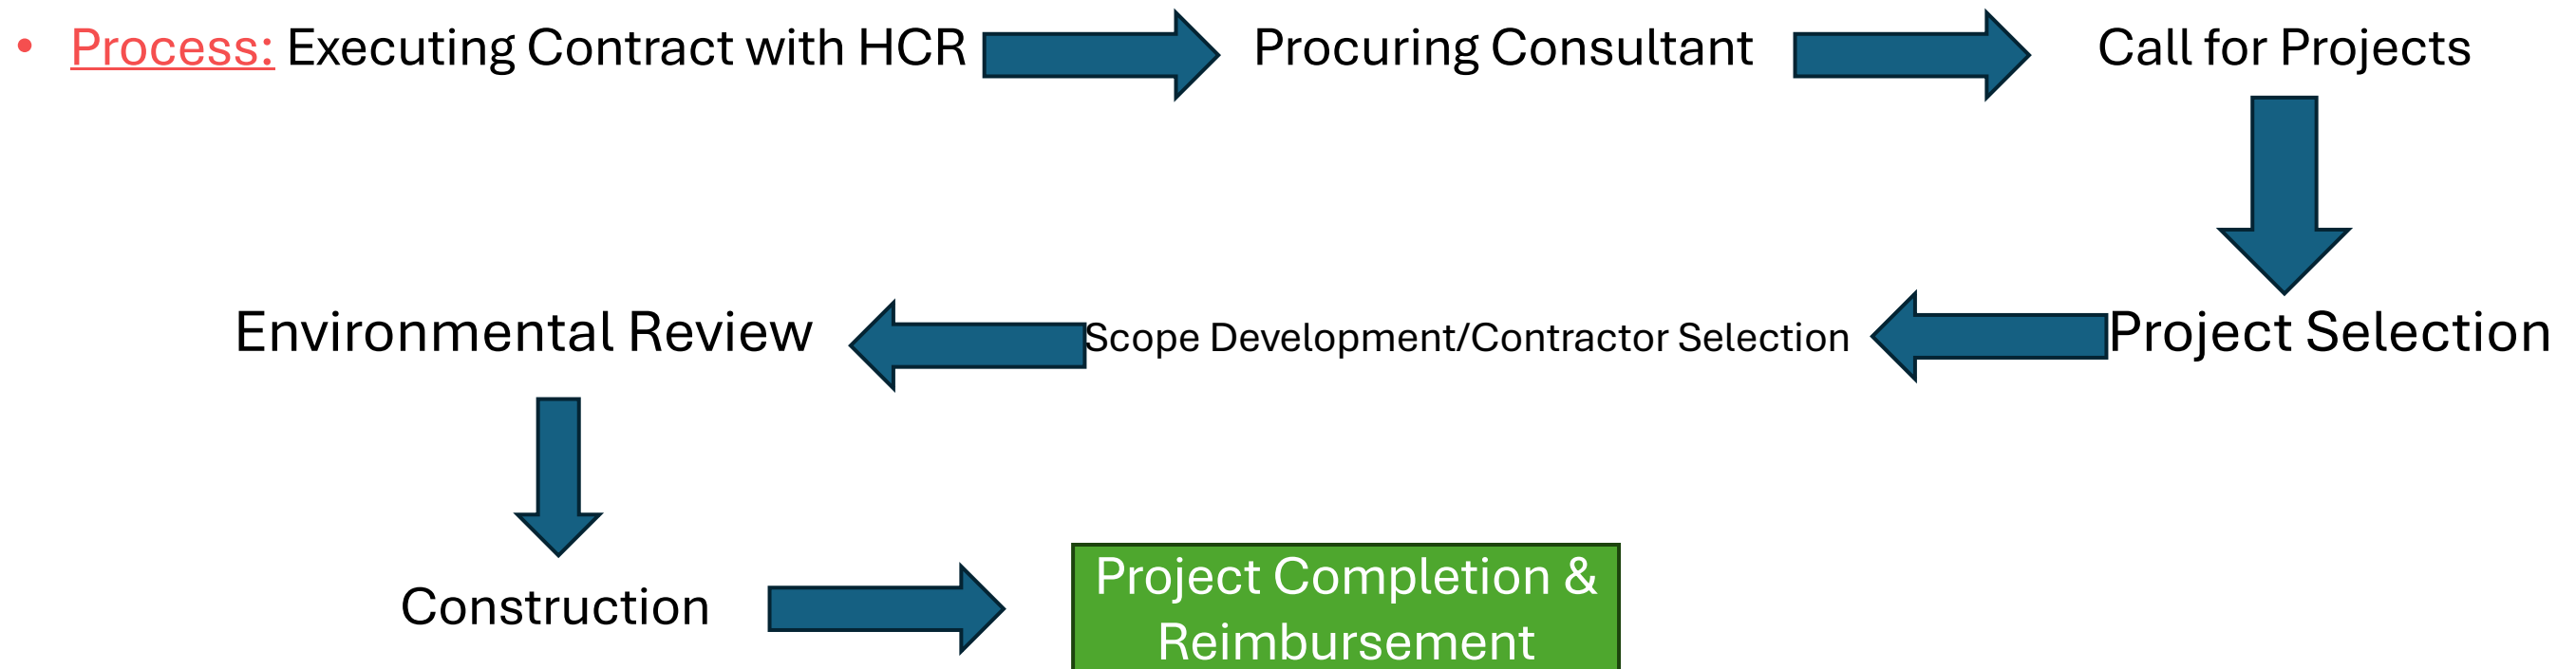 • Process: Executing Contract with HCR
Procuring Consultant
Call for Projects
Project Selection
Scope Development/Contractor Selection
Environmental Review
Construction
Project Completion &
Reimbursement